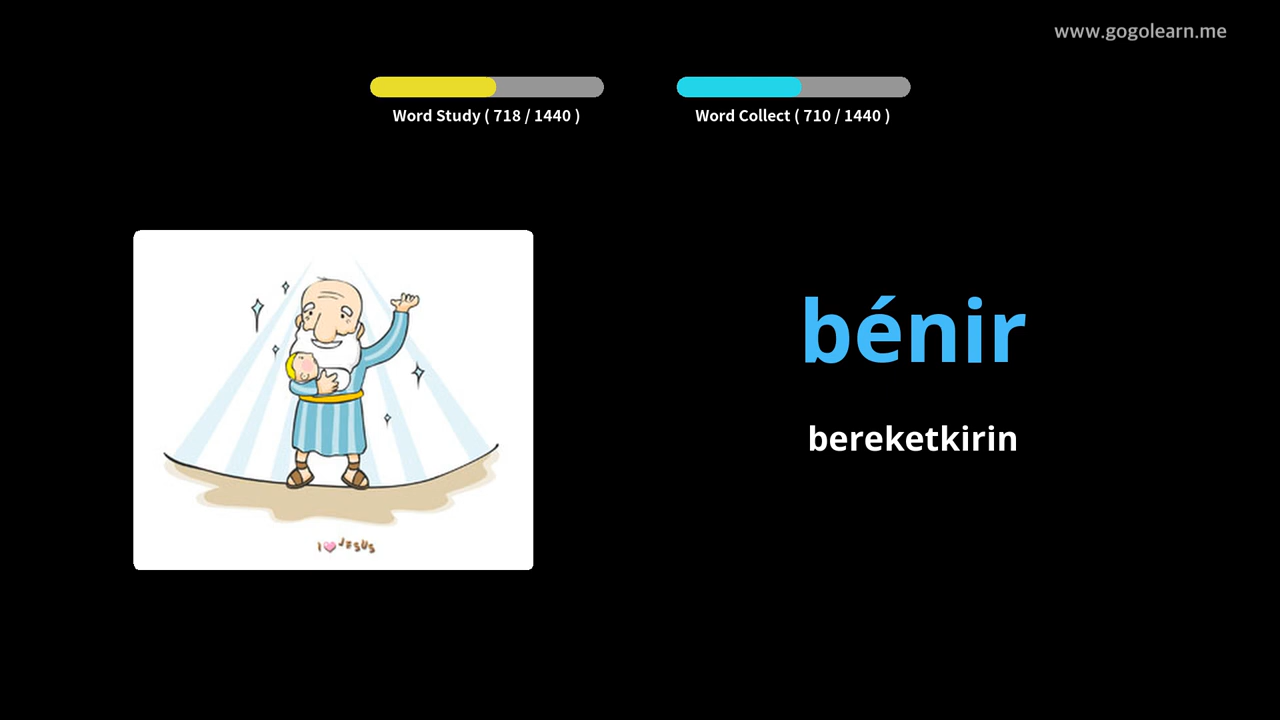 www.gogolearn.me
Word Study ( 718 / 1440 )
Word Collect ( 710 / 1440 )
bénir
bereketkirin
I ♥ JESUS